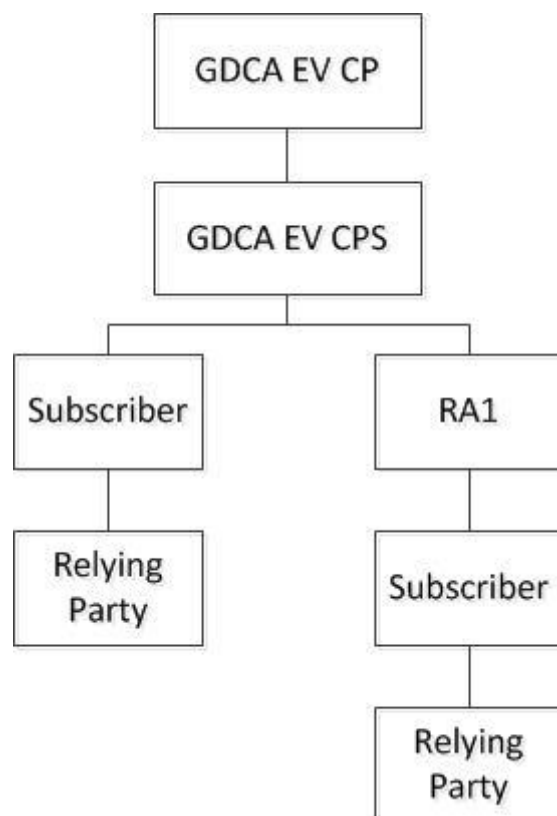 GDCA EV CP
GDCA EV CPS
Subscriber
RA1
Relying
Party
Subscriber
Relying
Party